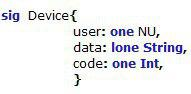 sig Device{
user: one NU,
data: lone String,
code: one Int,
}